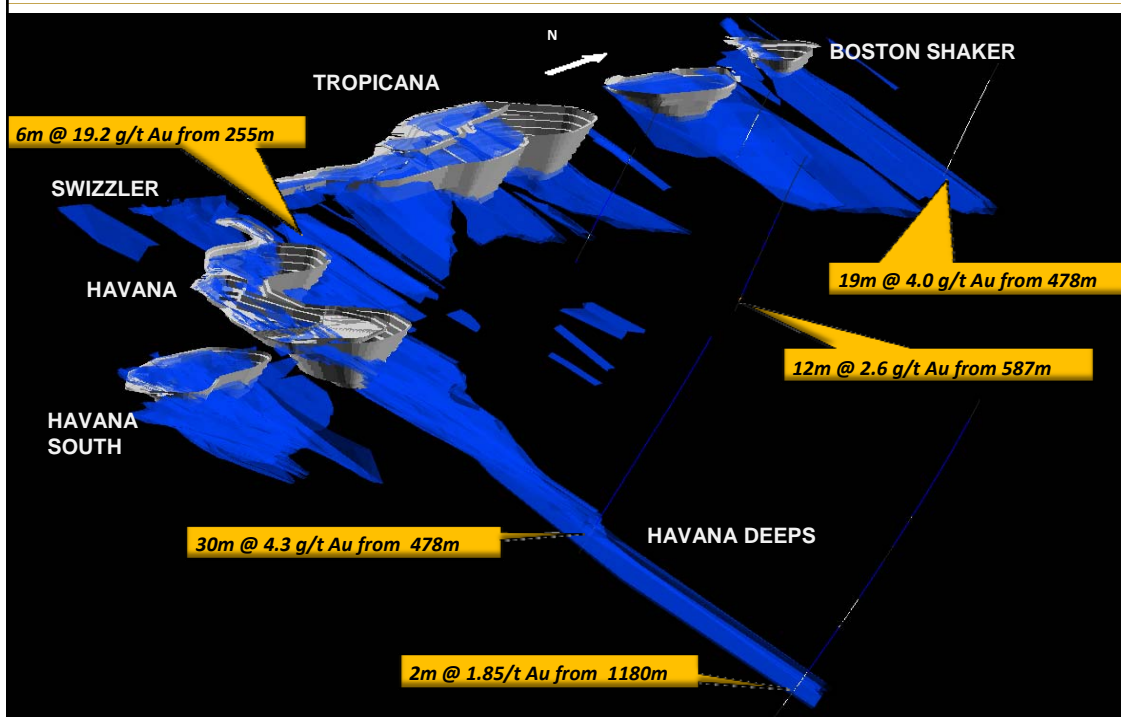 N
BOSTON SHAKER
TROPICANA
6m @ 19.2 g/t Au from 255m
SWIZZLER
19m @ 4.0 g/t Au from 478m
HAVANA
12m @ 2.6 g/t Au from 587m
HAVANA
SOUTH
HAVANA DEEPS
30m @ 4.3 g/t Au from 478m
2m @ 1.85/t Au from 1180m